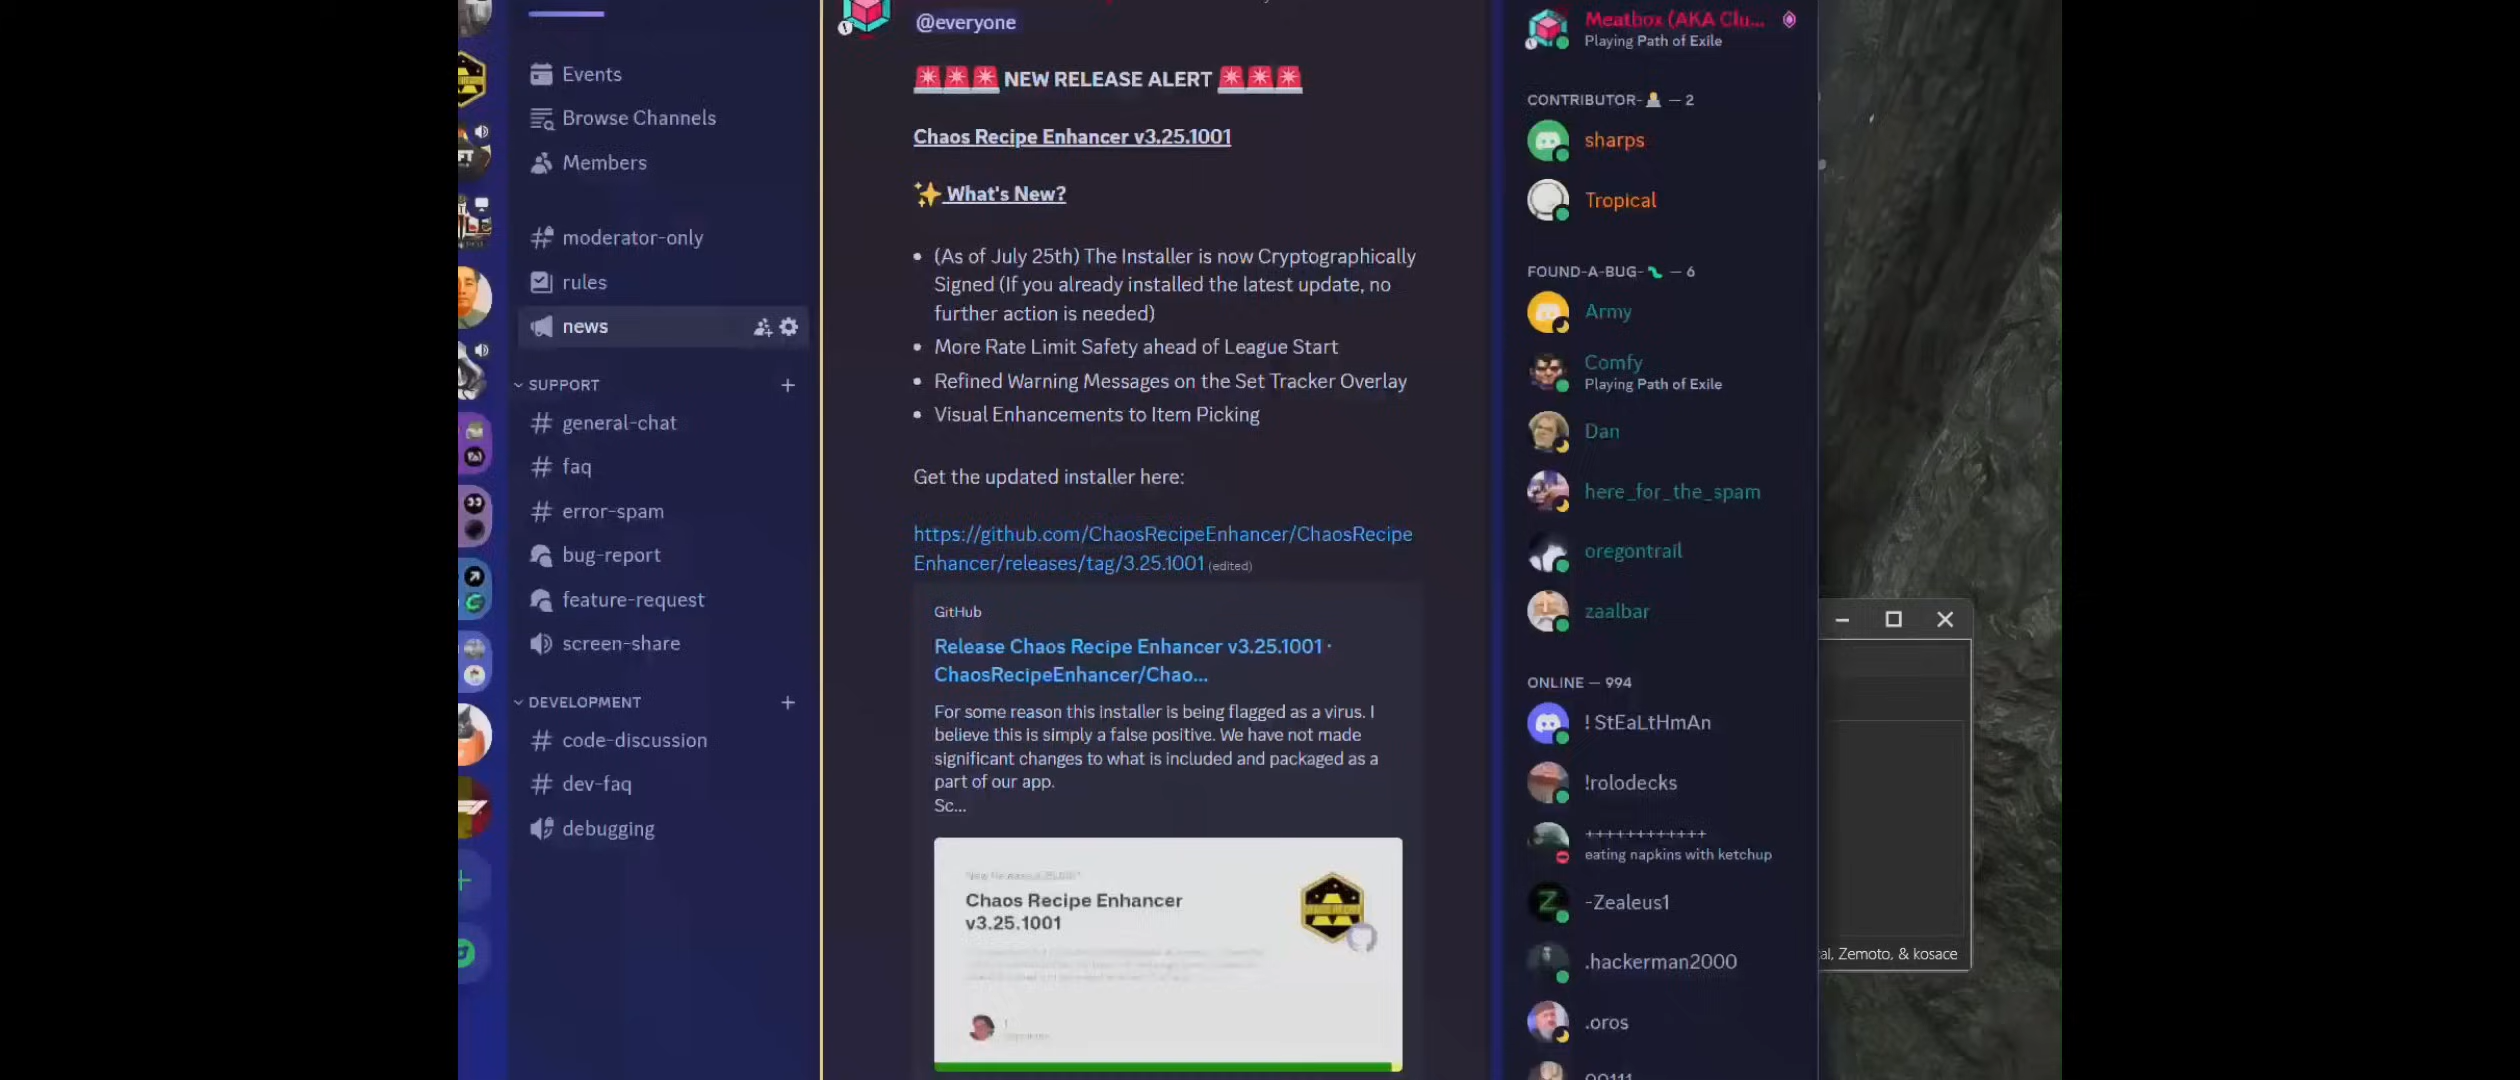 Events
Browse Channels
Members
moderator-only
rules
news
SUPPORT
general-chat
faq
error-spam
bug-report
feature-request
screen-share
DEVELOPMENT
code-discussion
dev-faq
debugging
@everyone
NEW RELEASE ALERT
Chaos Recipe Enhancer v3.25.1001
What's New?
(As of July 25th) The Installer is now Cryptographically
Signed (If you already installed the latest update, no
further action is needed)
More Rate Limit Safety ahead of League Start
Refined Warning Messages on the Set Tracker Overlay
Visual Enhancements to Item Picking
Get the updated installer here:
https://github.com/ChaosRecipeEnhancer/ChaosRecipe
Enhancer/releases/tag/3.25.1001 (edited)
GitHub
Release Chaos Recipe Enhancer v3.25.1001 ·
ChaosRecipeEnhancer/Chao...
For some reason this installer is being flagged as a virus. I
believe this is simply a false positive. We have not made
significant changes to what is included and packaged as a
part of our app.
Sc...
Chaos Recipe Enhancer
v3.25.1001
Meatbox (AKA Clu...
Playing Path of Exile
CONTRIBUTOR- — 2
sharps
Tropical
FOUND-A-BUG- — 6
Army
Comfy
Playing Path of Exile
Dan
here_for_the_spam
oregontrail
zaalbar
ONLINE — 994
! StEaLtHmAn
!rolodecks
++++++++++++
eating napkins with ketchup
-Zealeus1
.hackerman2000
.oros
al, Zemoto, & kosace